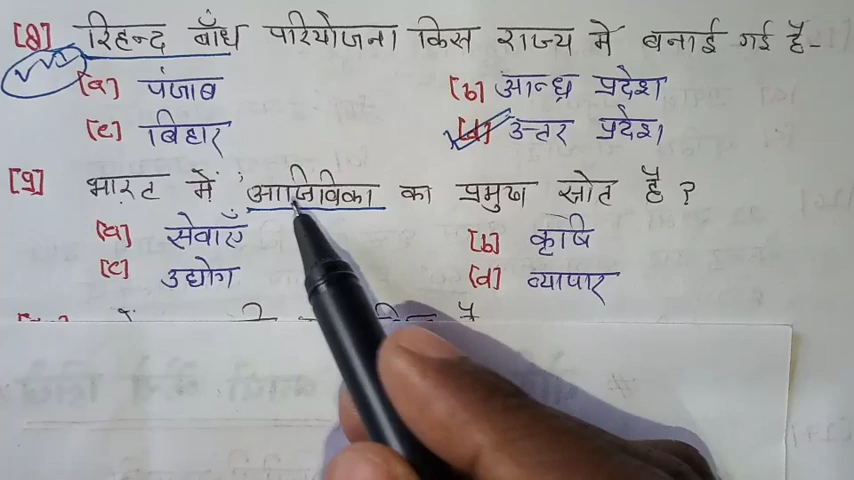 [8] रिहन्द बाँध परियोजना किस राज्य में बनाई गई है-
(a) पंजाब (b) आन्ध्र प्रदेश
(c) बिहार (d) उत्तर प्रदेश
[9] भारत में 'आजिविका का प्रमुख स्रोत है ?
(a) सेवाएँ (b) कृषि
(c) उद्योग (d) व्यापार